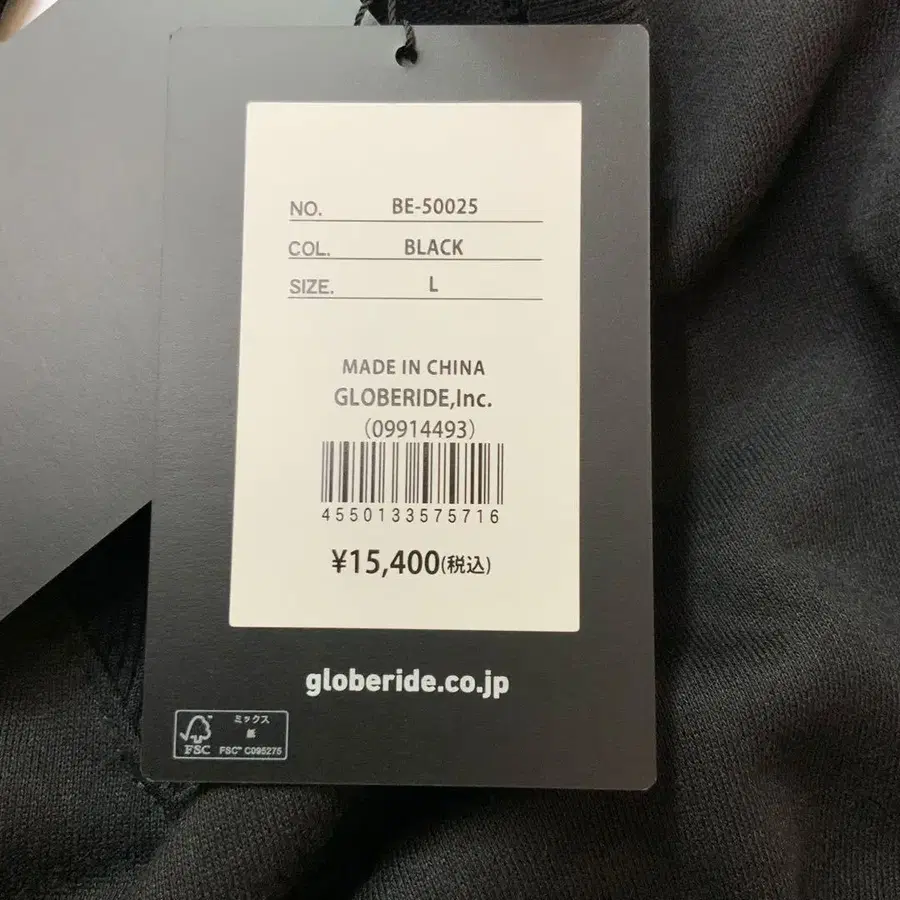 NO. BE-50025
COL. BLACK
SIZE. L
MADE IN CHINA
GLOBERIDE,Inc.
(09914493)
4550133575716
¥15,400(税込)
globeride.co.jp
ミックス
紙
FSC
FSC™ C095275